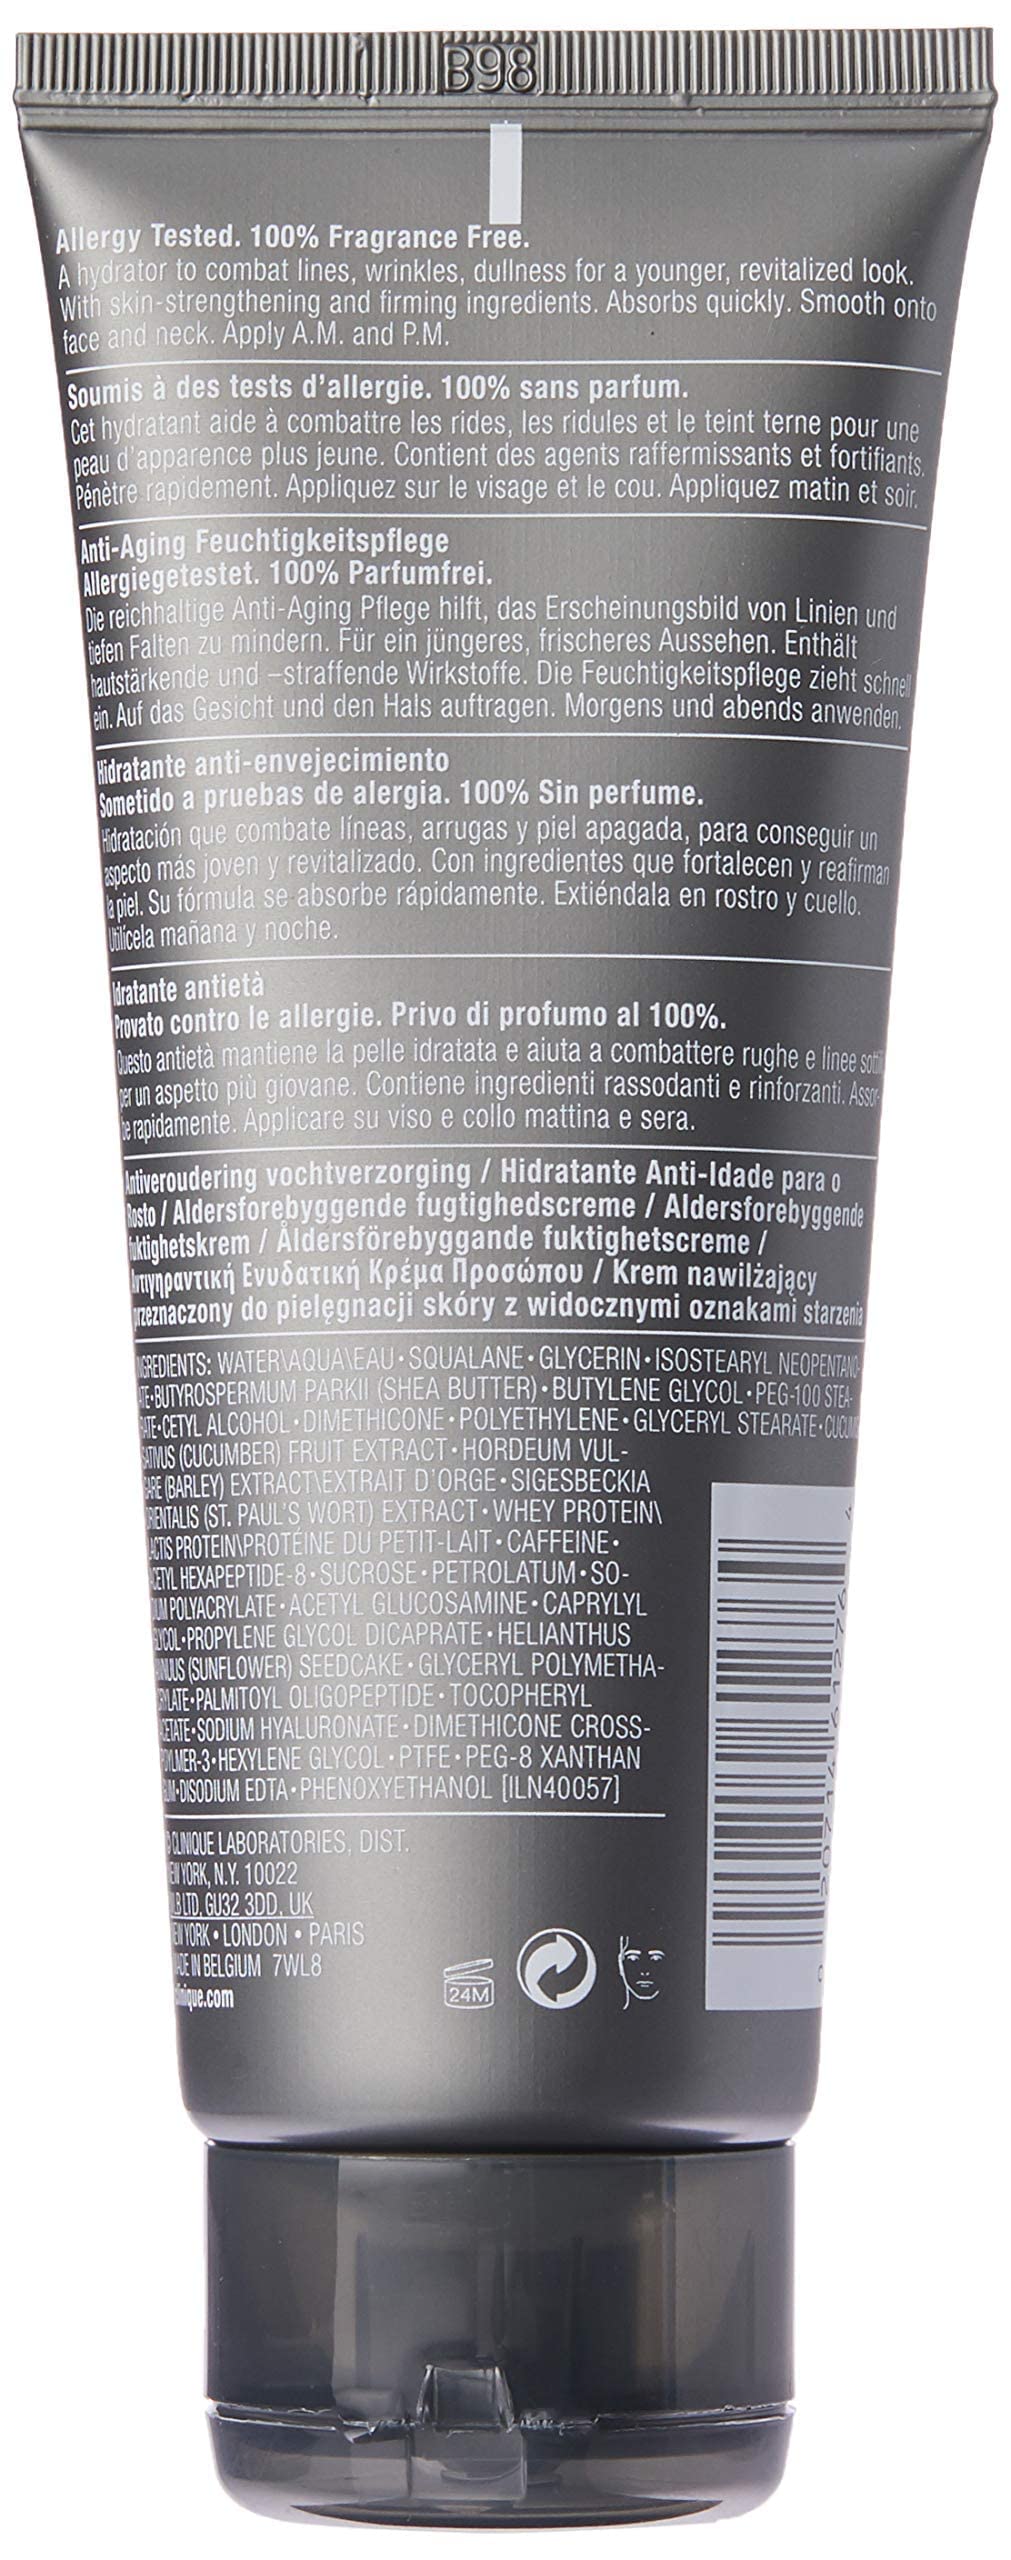 B98
Allergy Tested. 100% Fragrance Free.
A hydrator to combat lines, wrinkles, dullness for a younger, revitalized look.
With skin-strengthening and firming ingredients. Absorbs quickly. Smooth onto
face and neck. Apply A.M. and P.M.
Soumis à des tests d'allergie. 100% sans parfum.
Cet hydratant aide à combattre les rides, les ridules et le teint terne pour une
peau d'apparence plus jeune. Contient des agents raffermissants et fortifiants.
Pénètre rapidement. Appliquez sur le visage et le cou. Appliquez matin et soir.
Anti-Aging Feuchtigkeitspflege
Allergiegetestet. 100% Parfumfrei.
Die reichhaltige Anti-Aging Pflege hilft, das Erscheinungsbild von Linien und
tiefen Falten zu mindern. Für ein jüngeres, frischeres Aussehen. Enthält
hautstärkende und –straffende Wirkstoffe. Die Feuchtigkeitspflege zieht schnell
ein. Auf das Gesicht und den Hals auftragen. Morgens und abends anwenden.
Hidratante anti-envejecimiento
Sometido a pruebas de alergia. 100% Sin perfume.
Hidratación que combate líneas, arrugas y piel apagada, para conseguir un
aspecto más joven y revitalizado. Con ingredientes que fortalecen y reafirman
la piel. Su fórmula se absorbe rápidamente. Extiéndala en rostro y cuello.
Utilícela mañana y noche.
Idratante antietà
Provato contro le allergie. Privo di profumo al 100%.
Questo antietà mantiene la pelle idratata e aiuta a combattere rughe e linee sottili
per un aspetto più giovane. Contiene ingredienti rassodanti e rinforzanti. Assor-
be rapidamente. Applicare su viso e collo mattina e sera.
Antiveroudering vochtverzorging / Hidratante Anti-Idade para o
Rosto / Aldersforebyggende fugtighedscreme / Aldersforebyggende
fuktighetskrem / Åldersförebyggande fuktighetscreme /
Αντιγηραντική Ενυδατική Κρέμα Προσώπου / Krem nawilżający
przeznaczony do pielęgnacji skóry z widocznymi oznakami starzenia
INGREDIENTS: WATER\AQUA\EAU • SQUALANE • GLYCERIN • ISOSTEARYL NEOPENTANO-
ATE • BUTYROSPERMUM PARKII (SHEA BUTTER) • BUTYLENE GLYCOL • PEG-100 STEA-
RATE • CETYL ALCOHOL • DIMETHICONE • POLYETHYLENE • GLYCERYL STEARATE • CUCUMIS
SATIVUS (CUCUMBER) FRUIT EXTRACT • HORDEUM VUL-
GARE (BARLEY) EXTRACT\EXTRAIT D'ORGE • SIGESBECKIA
ORIENTALIS (ST. PAUL'S WORT) EXTRACT • WHEY PROTEIN\
LACTIS PROTEIN\PROTÉINE DU PETIT-LAIT • CAFFEINE •
ACETYL HEXAPEPTIDE-8 • SUCROSE • PETROLATUM • SO-
DIUM POLYACRYLATE • ACETYL GLUCOSAMINE • CAPRYLYL
GLYCOL • PROPYLENE GLYCOL DICAPRATE • HELIANTHUS
ANNUUS (SUNFLOWER) SEEDCAKE • GLYCERYL POLYMETHA-
CRYLATE • PALMITOYL OLIGOPEPTIDE • TOCOPHERYL
ACETATE • SODIUM HYALURONATE • DIMETHICONE CROSS-
POLYMER-3 • HEXYLENE GLYCOL • PTFE • PEG-8 XANTHAN
GUM • DISODIUM EDTA • PHENOXYETHANOL [ILN40057]
CLINIQUE LABORATORIES, DIST.
NEW YORK, N.Y. 10022
LTD, GU32 3DD, UK
NEW YORK • LONDON • PARIS
MADE IN BELGIUM 7WL8
clinique.com
24M
20714 61276 4